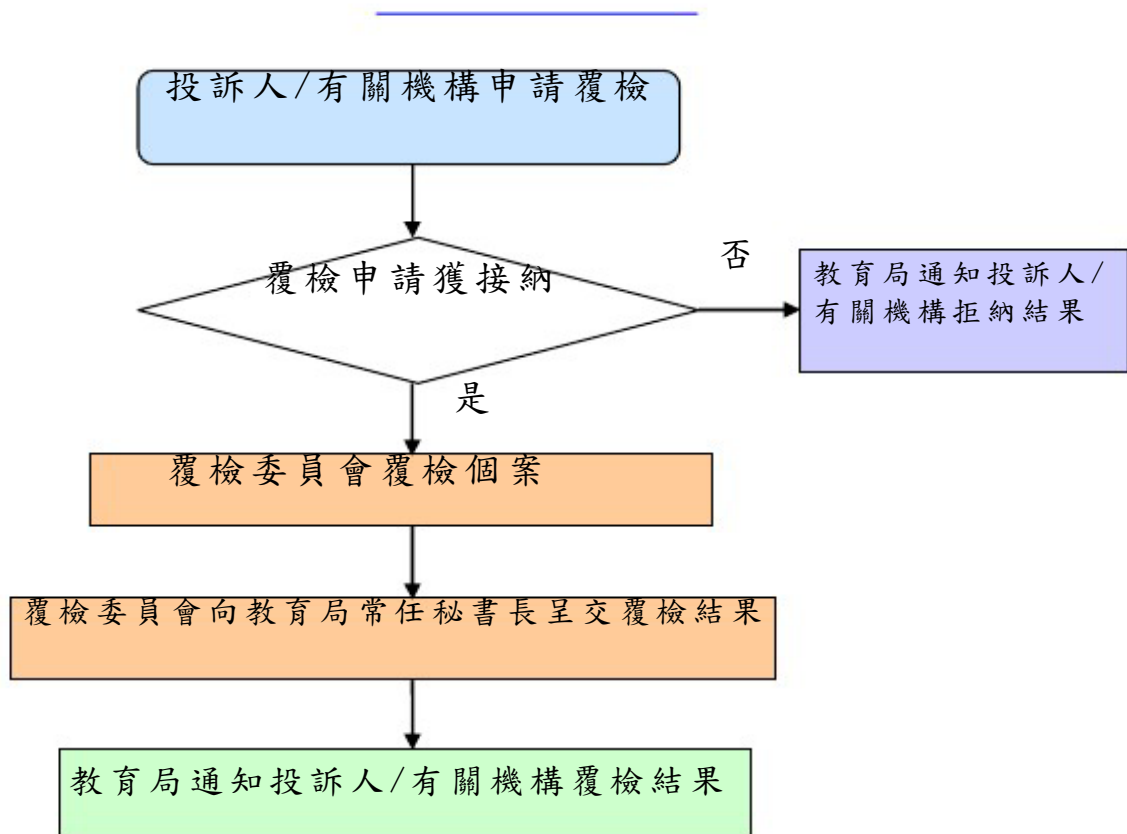 投訴人/有關機構申請覆檢
覆檢申請獲接納
否
教育局通知投訴人/
有關機構拒納結果
是
覆檢委員會覆檢個案
覆檢委員會向教育局常任秘書長呈交覆檢結果
教育局通知投訴人/有關機構覆檢結果